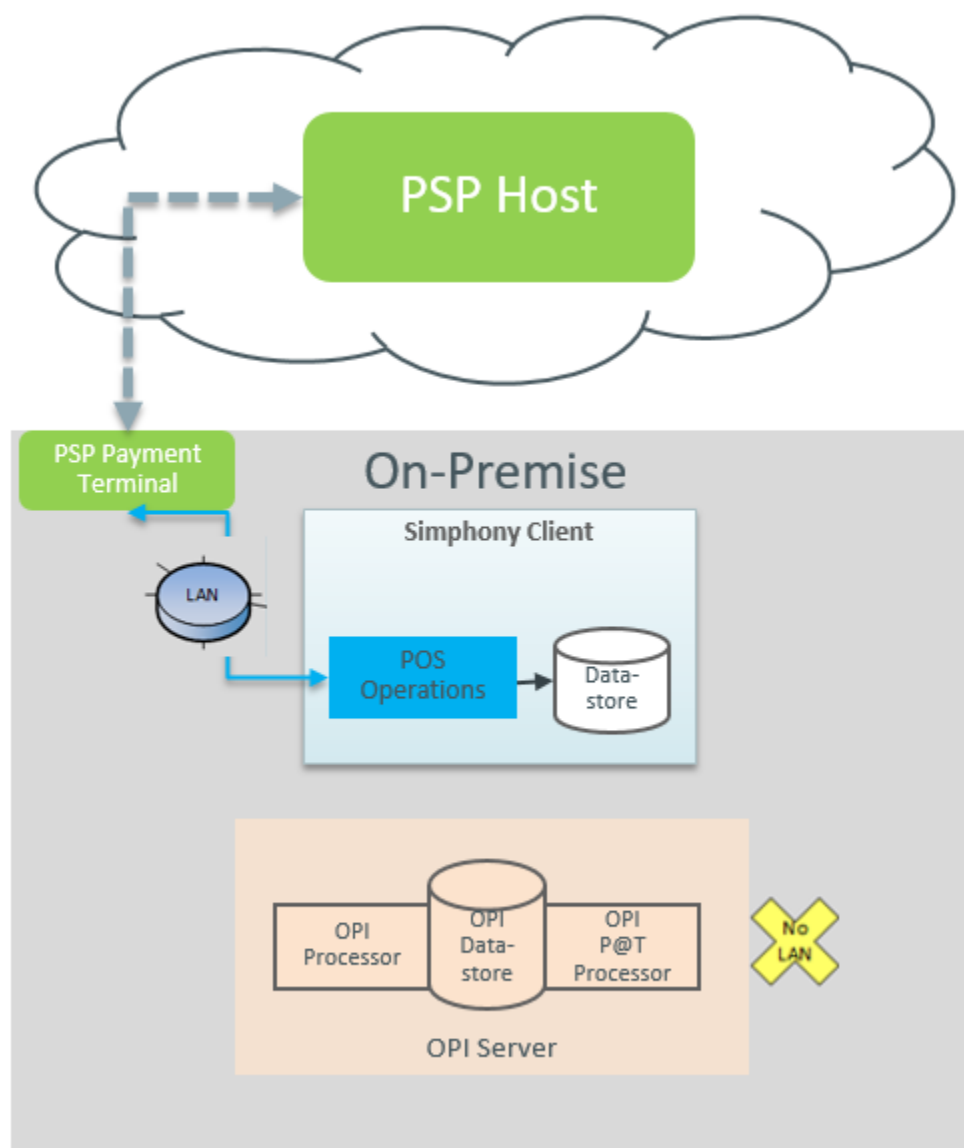 PSP Host
PSP Payment
Terminal
On-Premise
Simphony Client
LAN
POS
Operations
Data-
store
OPI
Processor
OPI
Data-
store
OPI
P@T
Processor
No
LAN
OPI Server